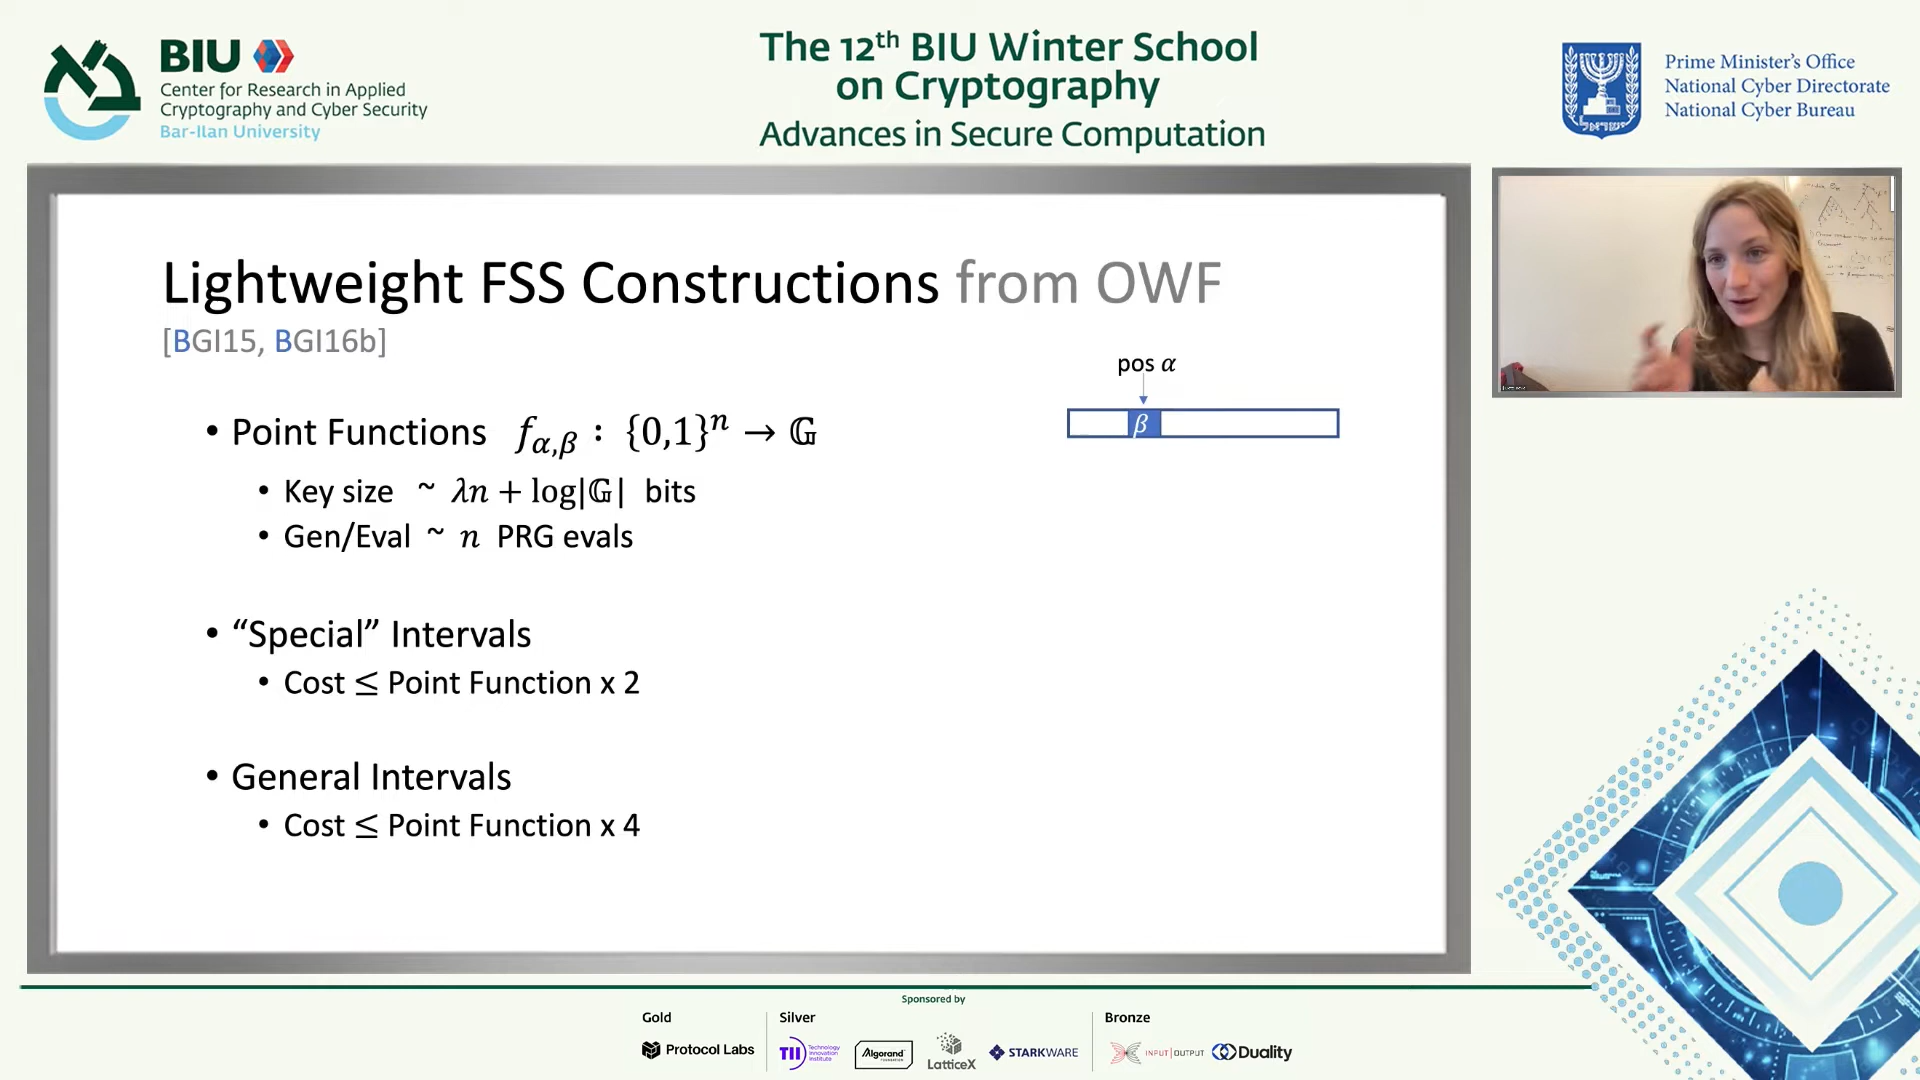 BIU
Center for Research in Applied
Cryptography and Cyber Security
Bar-Ilan University
The 12th BIU Winter School
on Cryptography
Advances in Secure Computation
Prime Minister's Office
National Cyber Directorate
National Cyber Bureau
Lightweight FSS Constructions from OWF
[BGI15, BGI16b]
pos α
β
• Point Functions f_{α,β} : {0,1}^n → 𝔾
• Key size ~ λn + log|𝔾| bits
• Gen/Eval ~ n PRG evals
• “Special” Intervals
• Cost ≤ Point Function x 2
• General Intervals
• Cost ≤ Point Function x 4
Sponsored by
Gold
Silver
Bronze
Protocol Labs
TII Technology Innovation Institute
Algorand
LatticeX
STARKWARE
INPUT|OUTPUT
Duality